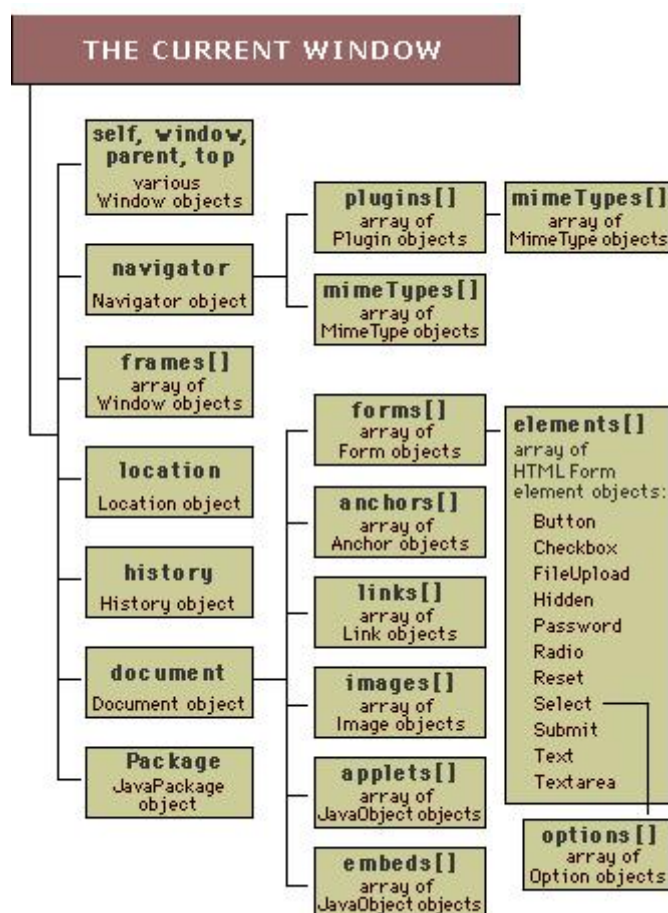 THE CURRENT WINDOW
self, window,
parent, top
various
Window objects
navigator
Navigator object
plugins[]
array of
Plugin objects
mimeTypes[]
array of
MimeType objects
mimeTypes[]
array of
MimeType objects
frames[]
array of
Window objects
location
Location object
history
History object
document
Document object
Package
JavaPackage
object
forms[]
array of
Form objects
anchors[]
array of
Anchor objects
links[]
array of
Link objects
images[]
array of
Image objects
applets[]
array of
JavaObject objects
embeds[]
array of
JavaObject objects
elements[]
array of
HTML Form
element objects:
Button
Checkbox
FileUpload
Hidden
Password
Radio
Reset
Select
Submit
Text
Textarea
options[]
array of
Option objects